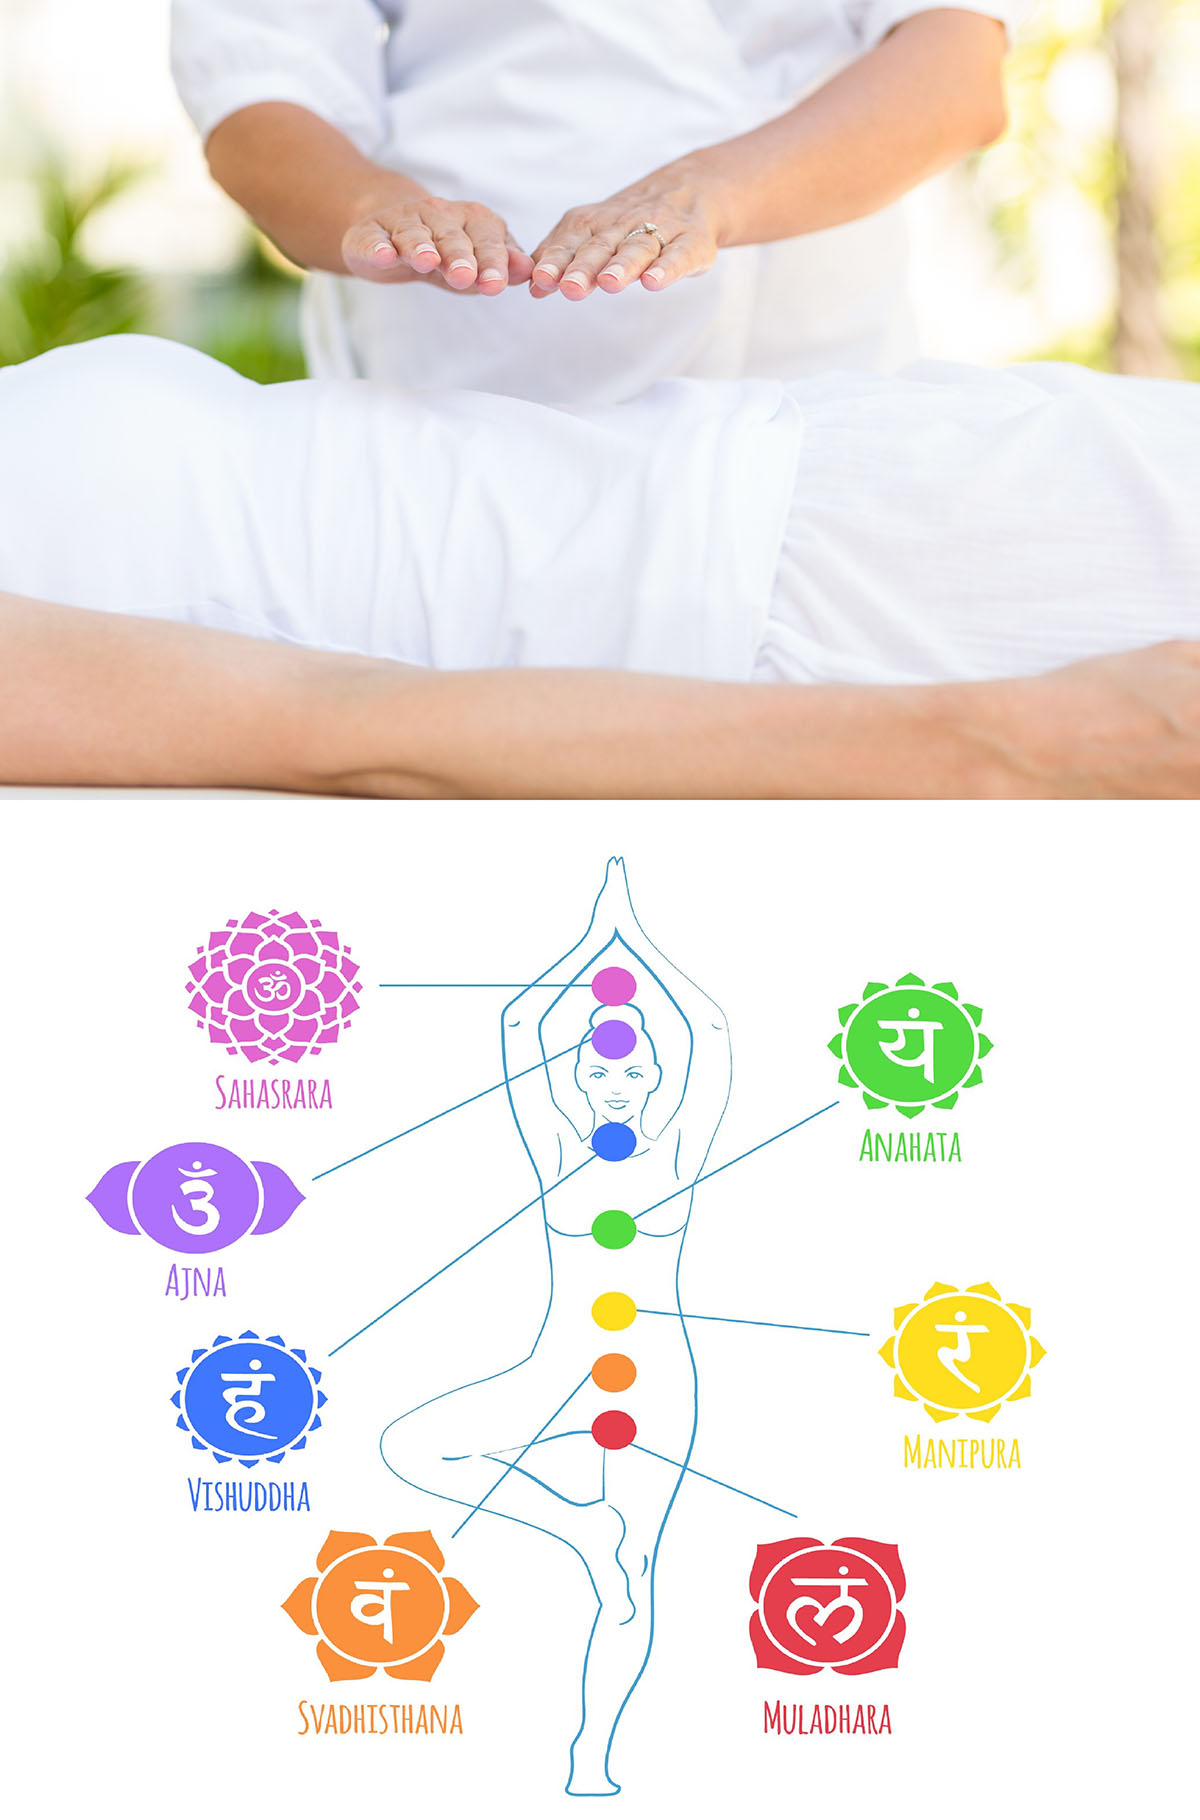 ॐ
SAHASRARA
यं
ANAHATA
ॐ
AJNA
रं
MANIPURA
हं
VISHUDDHA
वं
SVADHISTHANA
लं
MULADHARA